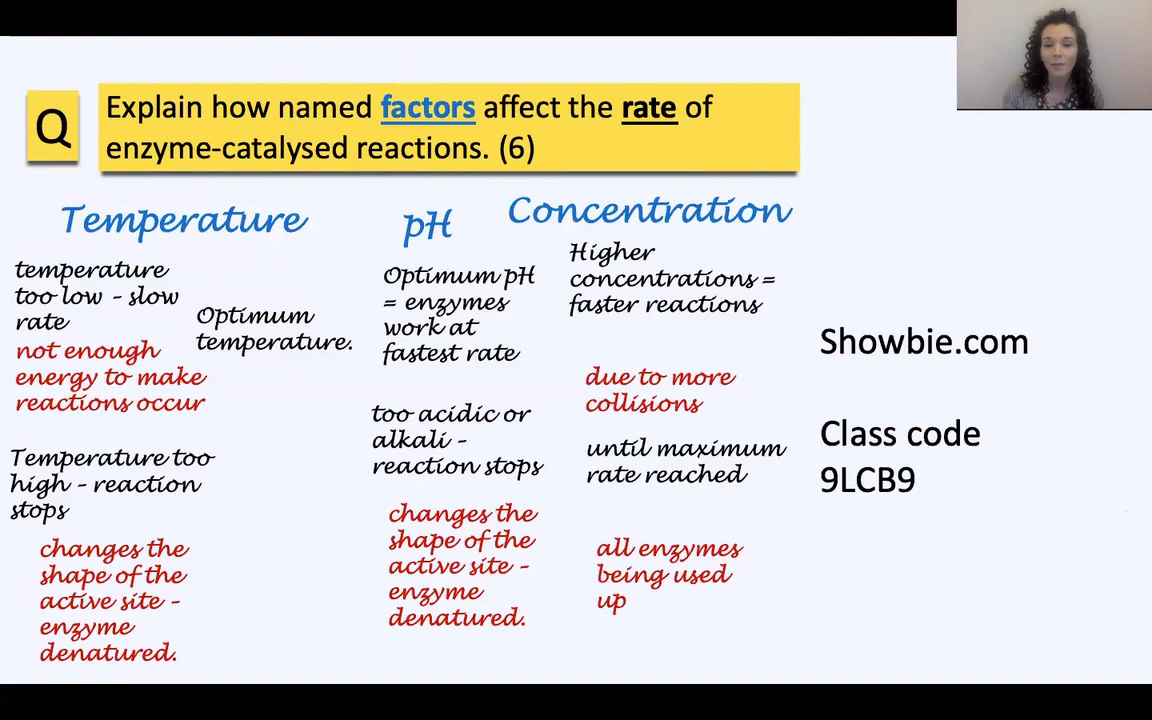 Q
Explain how named factors affect the rate of
enzyme-catalysed reactions. (6)
Temperature
temperature
too low – slow
rate
not enough
energy to make
reactions occur
Optimum
temperature.
Temperature too
high – reaction
stops
changes the
shape of the
active site –
enzyme
denatured.
pH
Optimum pH
= enzymes
work at
fastest rate
too acidic or
alkali –
reaction stops
changes the
shape of the
active site –
enzyme
denatured.
Concentration
Higher
concentrations =
faster reactions
due to more
collisions
until maximum
rate reached
all enzymes
being used
up
Showbie.com
Class code
9LCB9